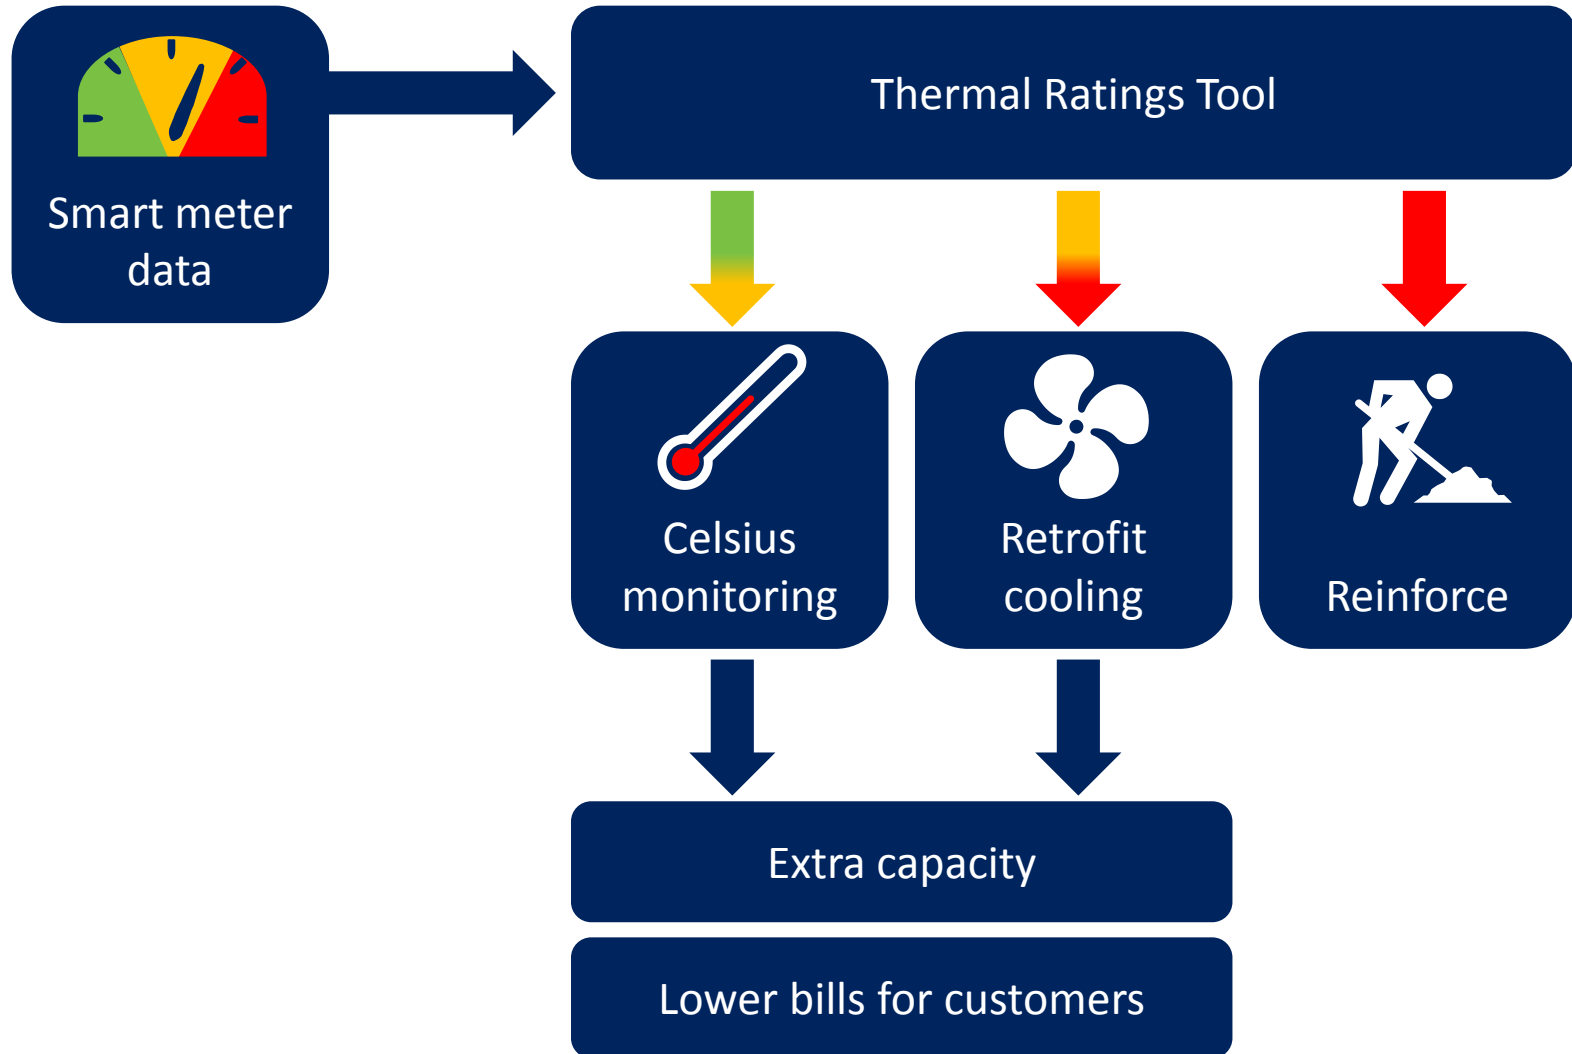 Smart meter
data
Thermal Ratings Tool
Celsius
monitoring
Retrofit
cooling
Reinforce
Extra capacity
Lower bills for customers